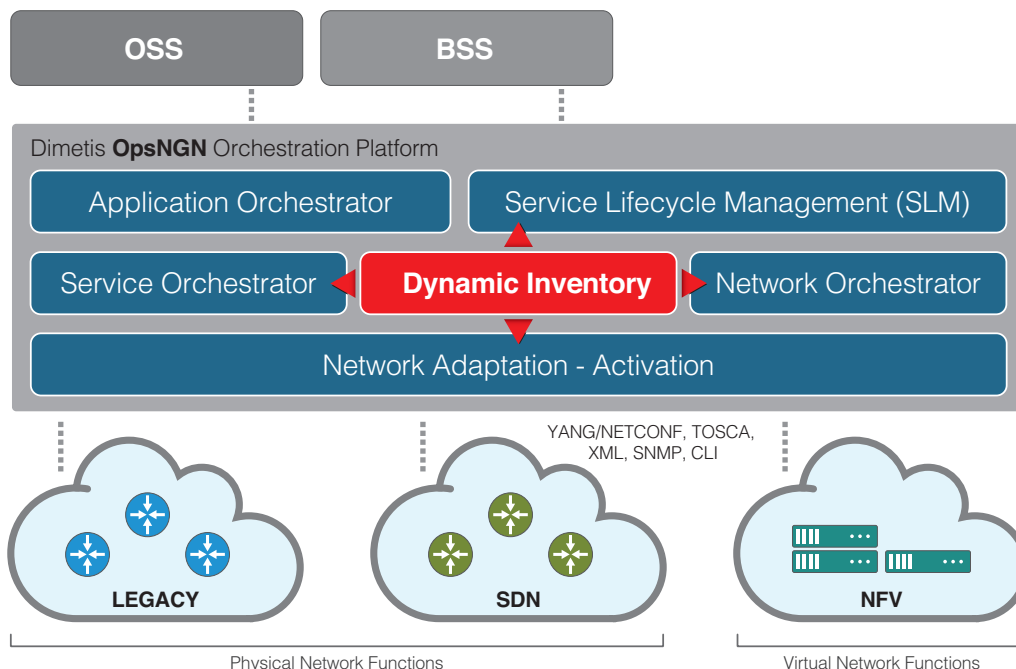 OSS
BSS
Dimetis OpsNGN Orchestration Platform
Application Orchestrator
Service Lifecycle Management (SLM)
Service Orchestrator
Dynamic Inventory
Network Orchestrator
Network Adaptation - Activation
YANG/NETCONF, TOSCA,
XML, SNMP, CLI
LEGACY
SDN
NFV
Physical Network Functions
Virtual Network Functions